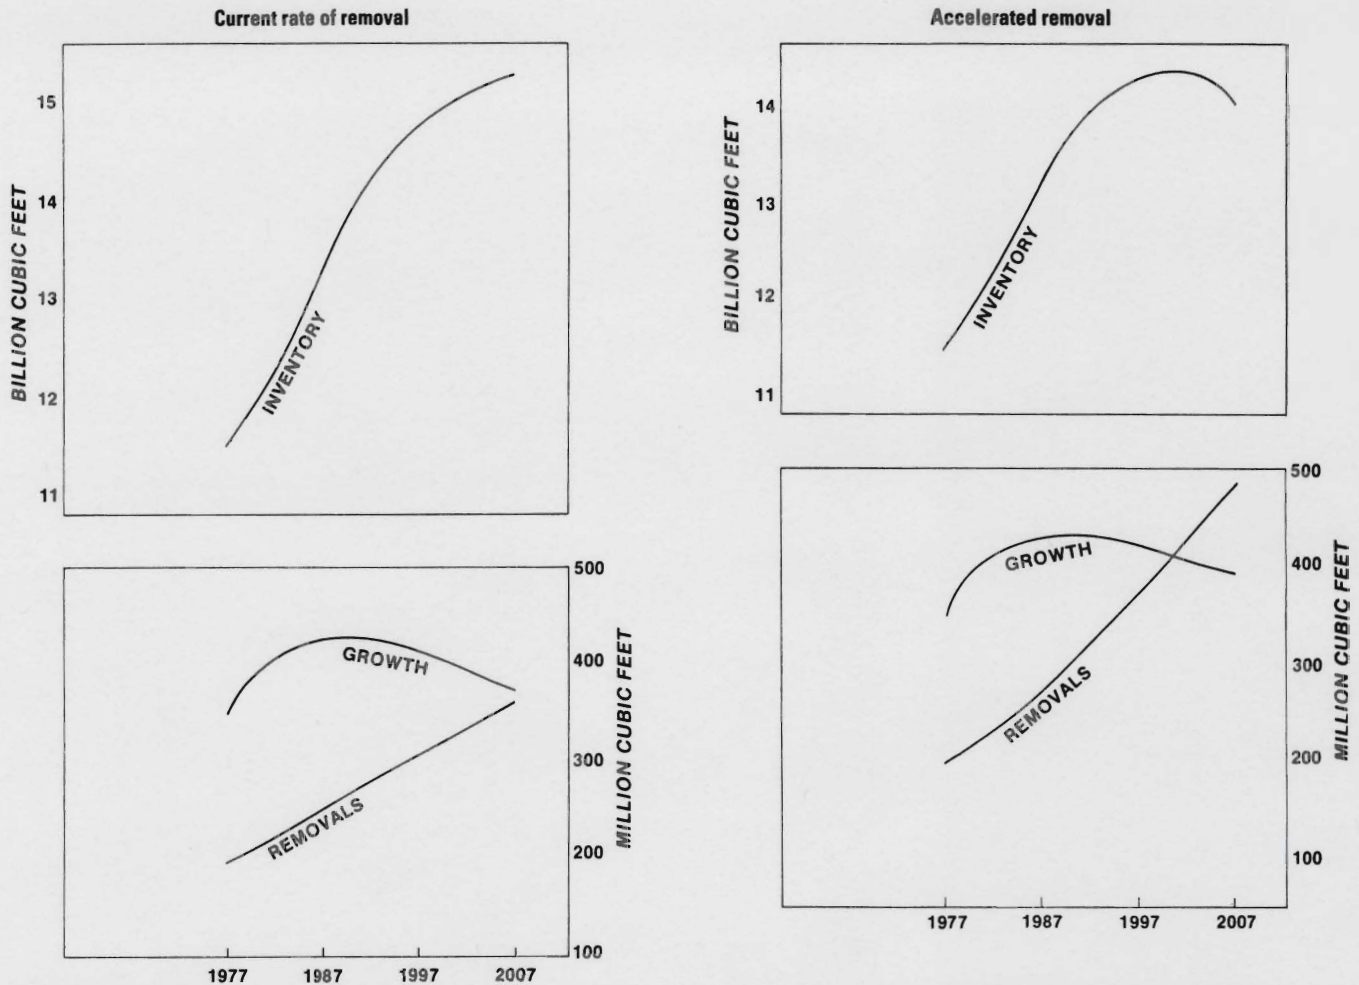 Current rate of removal
15
14
13
12
11
BILLION CUBIC FEET
INVENTORY
500
400
300
200
100
MILLION CUBIC FEET
GROWTH
REMOVALS
1977 1987 1997 2007
Accelerated removal
14
13
12
11
BILLION CUBIC FEET
INVENTORY
500
400
300
200
100
MILLION CUBIC FEET
GROWTH
REMOVALS
1977 1987 1997 2007